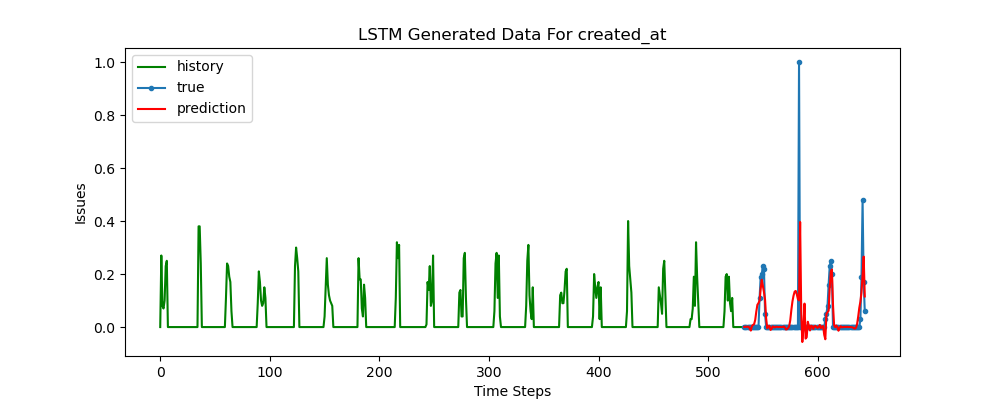 LSTM Generated Data For created_at
history
true
prediction
1.0
0.8
0.6
0.4
0.2
0.0
Issues
0 100 200 300 400 500 600
Time Steps